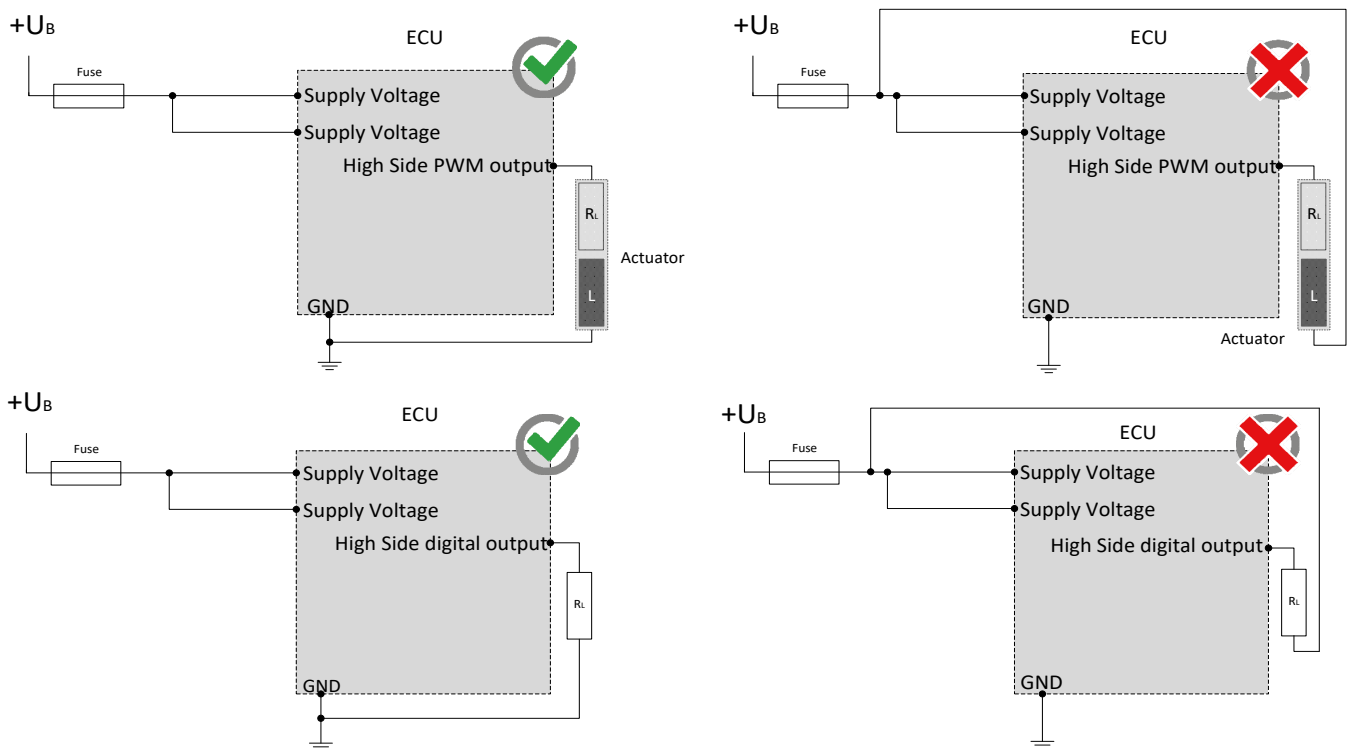 +UB
ECU
Fuse
Supply Voltage
Supply Voltage
High Side PWM output
RL
L
Actuator
GND
+UB
ECU
Fuse
Supply Voltage
Supply Voltage
High Side PWM output
RL
L
Actuator
GND
+UB
ECU
Fuse
Supply Voltage
Supply Voltage
High Side digital output
RL
GND
+UB
ECU
Fuse
Supply Voltage
Supply Voltage
High Side digital output
RL
GND